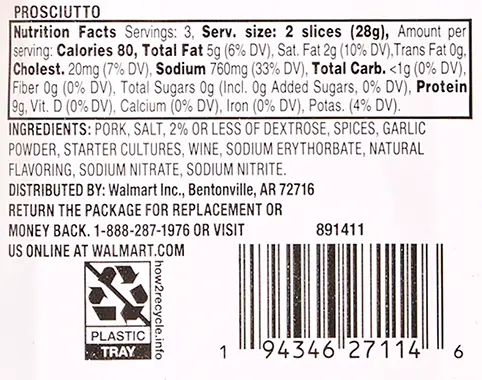 PROSCIUTTO
Nutrition Facts Servings: 3, Serv. size: 2 slices (28g), Amount per
serving: Calories 80, Total Fat 5g (6% DV), Sat. Fat 2g (10% DV),Trans Fat 0g,
Cholest. 20mg (7% DV), Sodium 760mg (33% DV), Total Carb. <1g (0% DV),
Fiber 0g (0% DV), Total Sugars 0g (Incl. 0g Added Sugars, 0% DV), Protein
9g, Vit. D (0% DV), Calcium (0% DV), Iron (0% DV), Potas. (4% DV).
INGREDIENTS: PORK, SALT, 2% OR LESS OF DEXTROSE, SPICES, GARLIC
POWDER, STARTER CULTURES, WINE, SODIUM ERYTHORBATE, NATURAL
FLAVORING, SODIUM NITRATE, SODIUM NITRITE.
DISTRIBUTED BY: Walmart Inc., Bentonville, AR 72716
RETURN THE PACKAGE FOR REPLACEMENT OR
MONEY BACK. 1-888-287-1976 OR VISIT
US ONLINE AT WALMART.COM
891411
how2recycle.info
PLASTIC
TRAY
1 94346 27114 6